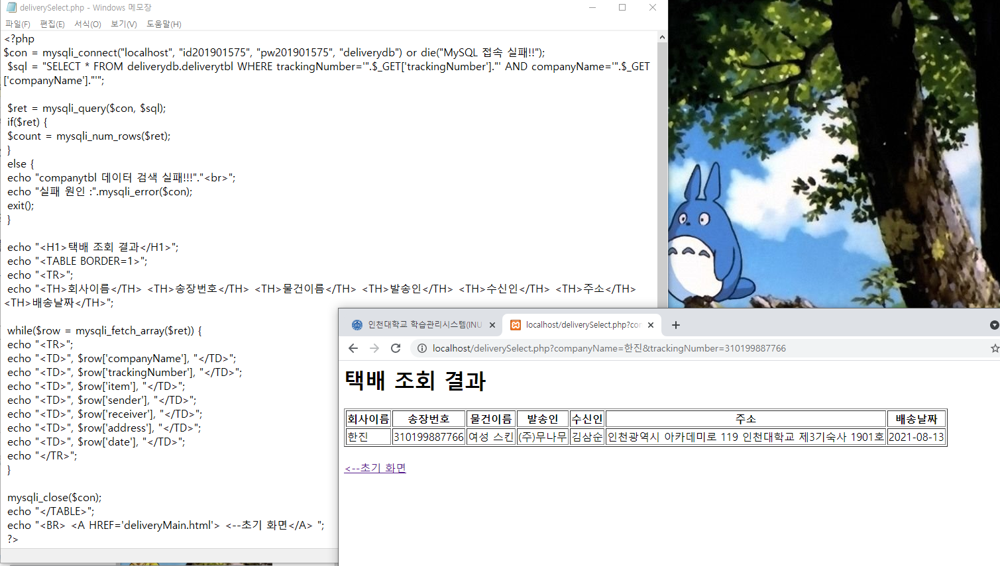 deliverySelect.php - Windows 메모장
파일(F) 편집(E) 서식(O) 보기(V) 도움말(H)
<?php
$con = mysqli_connect("localhost", "id201901575", "pw201901575", "deliverydb") or die("MySQL 접속 실패!!");
$sql = "SELECT * FROM deliverydb.deliverytbl WHERE trackingNumber='".$_GET['trackingNumber']."' AND companyName='".$_GET
['companyName']."'";
$ret = mysqli_query($con, $sql);
if($ret) {
$count = mysqli_num_rows($ret);
}
else {
echo "companytbl 데이터 검색 실패!!!"."<br>";
echo "실패 원인 :".mysqli_error($con);
exit();
}
echo "<H1>택배 조회 결과</H1>";
echo "<TABLE BORDER=1>";
echo "<TR>";
echo "<TH>회사이름</TH> <TH>송장번호</TH> <TH>물건이름</TH> <TH>발송인</TH> <TH>수신인</TH> <TH>주소</TH>
<TH>배송날짜</TH>";
while($row = mysqli_fetch_array($ret)) {
echo "<TR>";
echo "<TD>", $row['companyName'], "</TD>";
echo "<TD>", $row['trackingNumber'], "</TD>";
echo "<TD>", $row['item'], "</TD>";
echo "<TD>", $row['sender'], "</TD>";
echo "<TD>", $row['receiver'], "</TD>";
echo "<TD>", $row['address'], "</TD>";
echo "<TD>", $row['date'], "</TD>";
echo "</TR>";
}
mysqli_close($con);
echo "</TABLE>";
echo "<BR> <A HREF='deliveryMain.html'> <--초기 화면</A> ";
?>
인천대학교 학습관리시스템(INU
localhost/deliverySelect.php?con
localhost/deliverySelect.php?companyName=한진&trackingNumber=310199887766
택배 조회 결과
회사이름 송장번호 물건이름 발송인 수신인 주소 배송날짜
한진 310199887766 여성 스킨 (주)무나무 김삼순 인천광역시 아카데미로 119 인천대학교 제3기숙사 1901호 2021-08-13
<--초기 화면